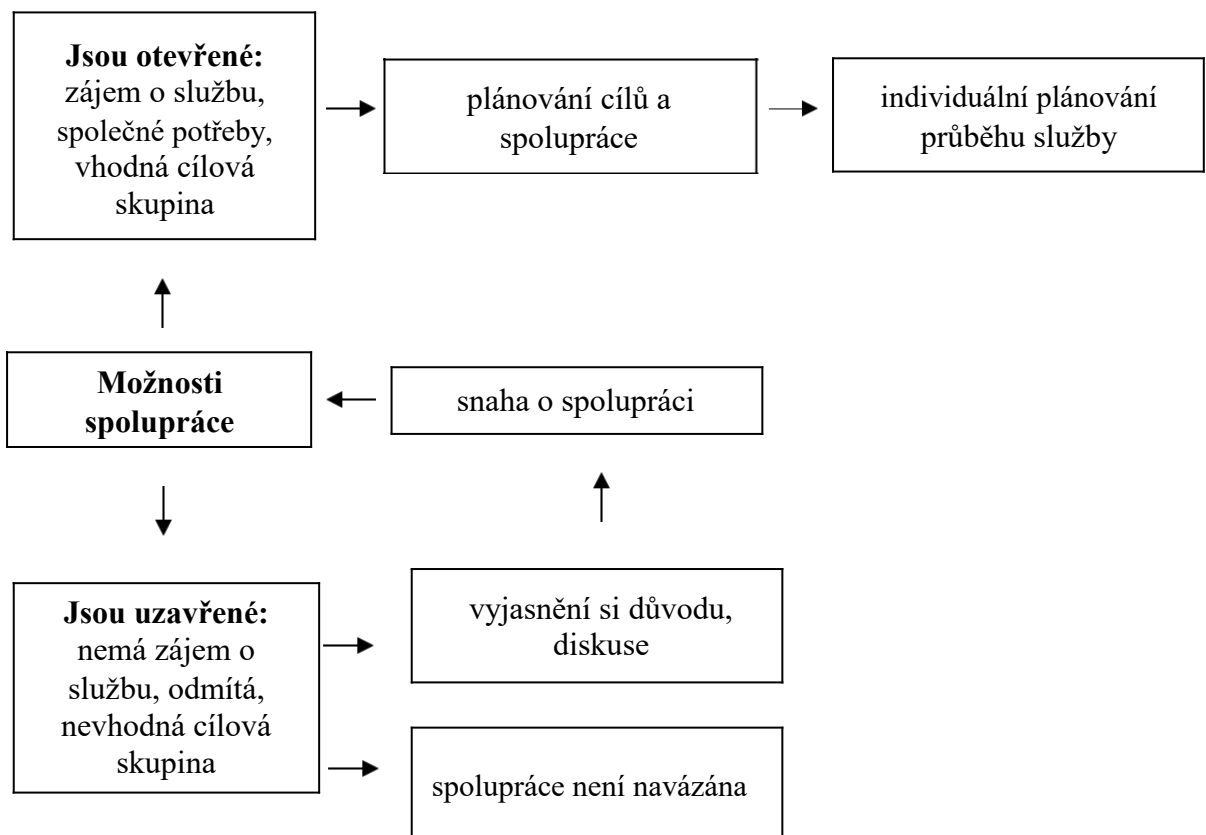 Jsou otevřené:
zájem o službu,
společné potřeby,
vhodná cílová
skupina
plánování cílů a
spolupráce
individuální plánování
průběhu služby
Možnosti
spolupráce
snaha o spolupráci
Jsou uzavřené:
nemá zájem o
službu, odmítá,
nevhodná cílová
skupina
vyjasnění si důvodu,
diskuse
spolupráce není navázána